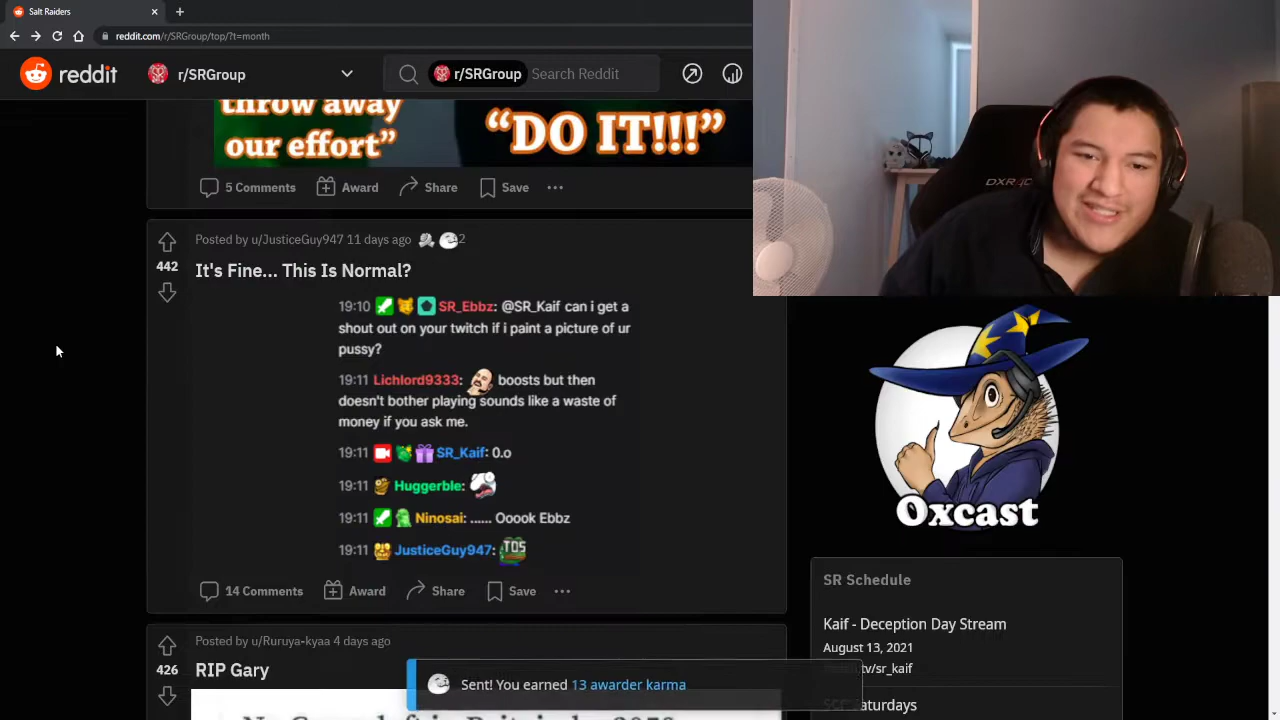 Salt Raiders
reddit.com/r/SRGroup/top/?t=month
reddit r/SRGroup r/SRGroup Search Reddit
throw away
our effort”
“DO IT!!!”
5 Comments Award Share Save
Posted by u/JusticeGuy947 11 days ago 2
442
It's Fine... This Is Normal?
19:10 SR_Ebbz: @SR_Kaif can i get a
shout out on your twitch if i paint a picture of ur
pussy?
19:11 Lichlord9333: boosts but then
doesn't bother playing sounds like a waste of
money if you ask me.
19:11 SR_Kaif: 0.o
19:11 Huggerble:
19:11 Ninosai: ...... Ooook Ebbz
19:11 JusticeGuy947: TOS
14 Comments Award Share Save
Posted by u/Ruruya-kyaa 4 days ago
426
RIP Gary
Sent! You earned 13 awarder karma
DXR
Oxcast
SR Schedule
Kaif - Deception Day Stream
August 13, 2021
tv/sr_kaif
Saturdays